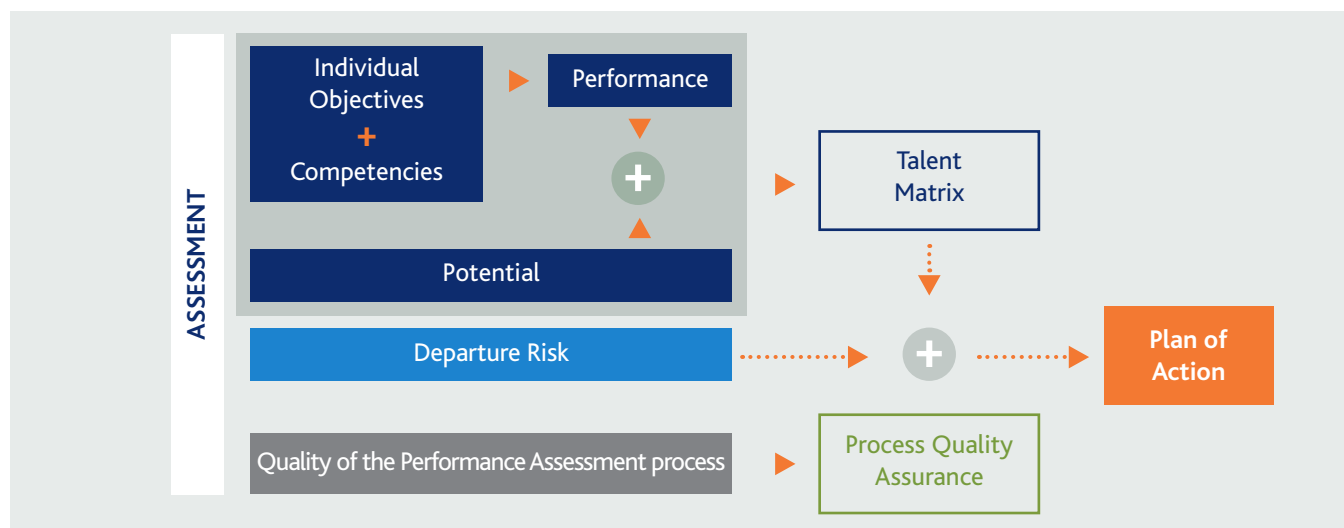 ASSESSMENT
Individual
Objectives
+
Competencies
Performance
+
Potential
Talent
Matrix
Departure Risk
+
Plan of
Action
Quality of the Performance Assessment process
Process Quality
Assurance